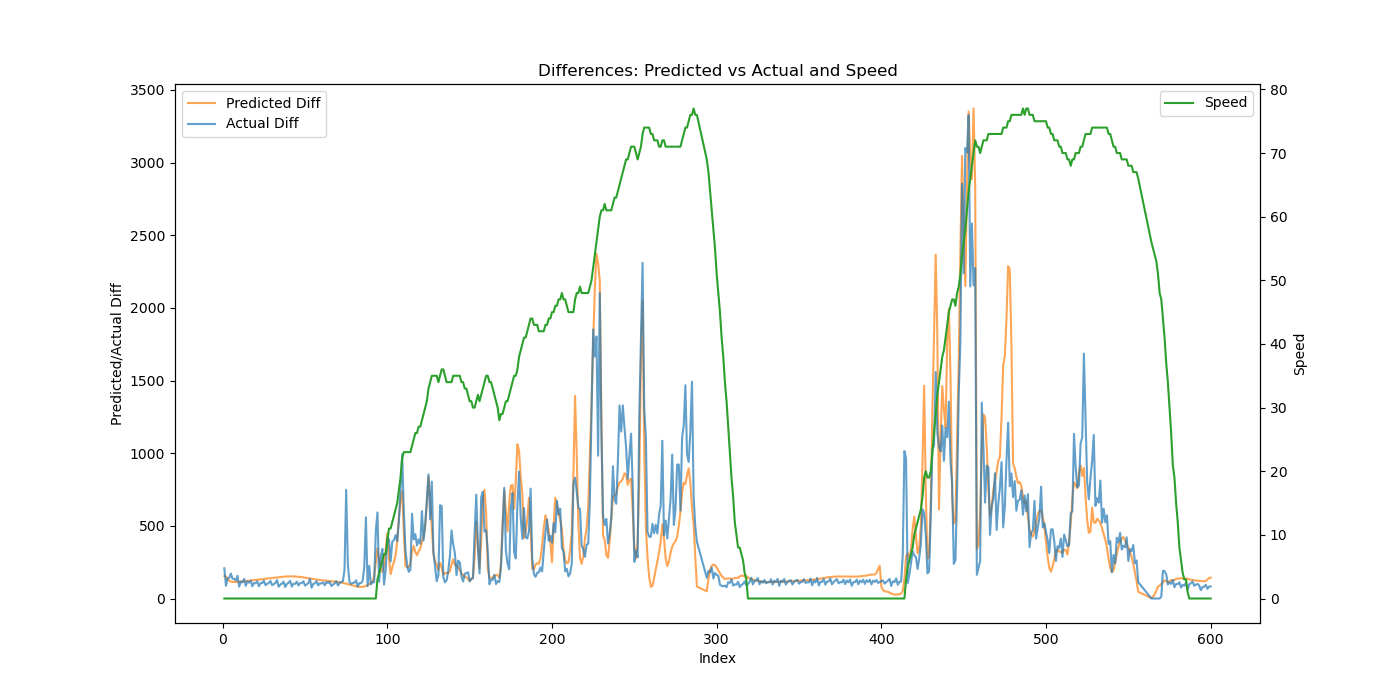 Differences: Predicted vs Actual and Speed
Predicted Diff
Actual Diff
Speed
3500
3000
2500
2000
1500
1000
500
0
Predicted/Actual Diff
80
70
60
50
40
30
20
10
0
Speed
0 100 200 300 400 500 600
Index